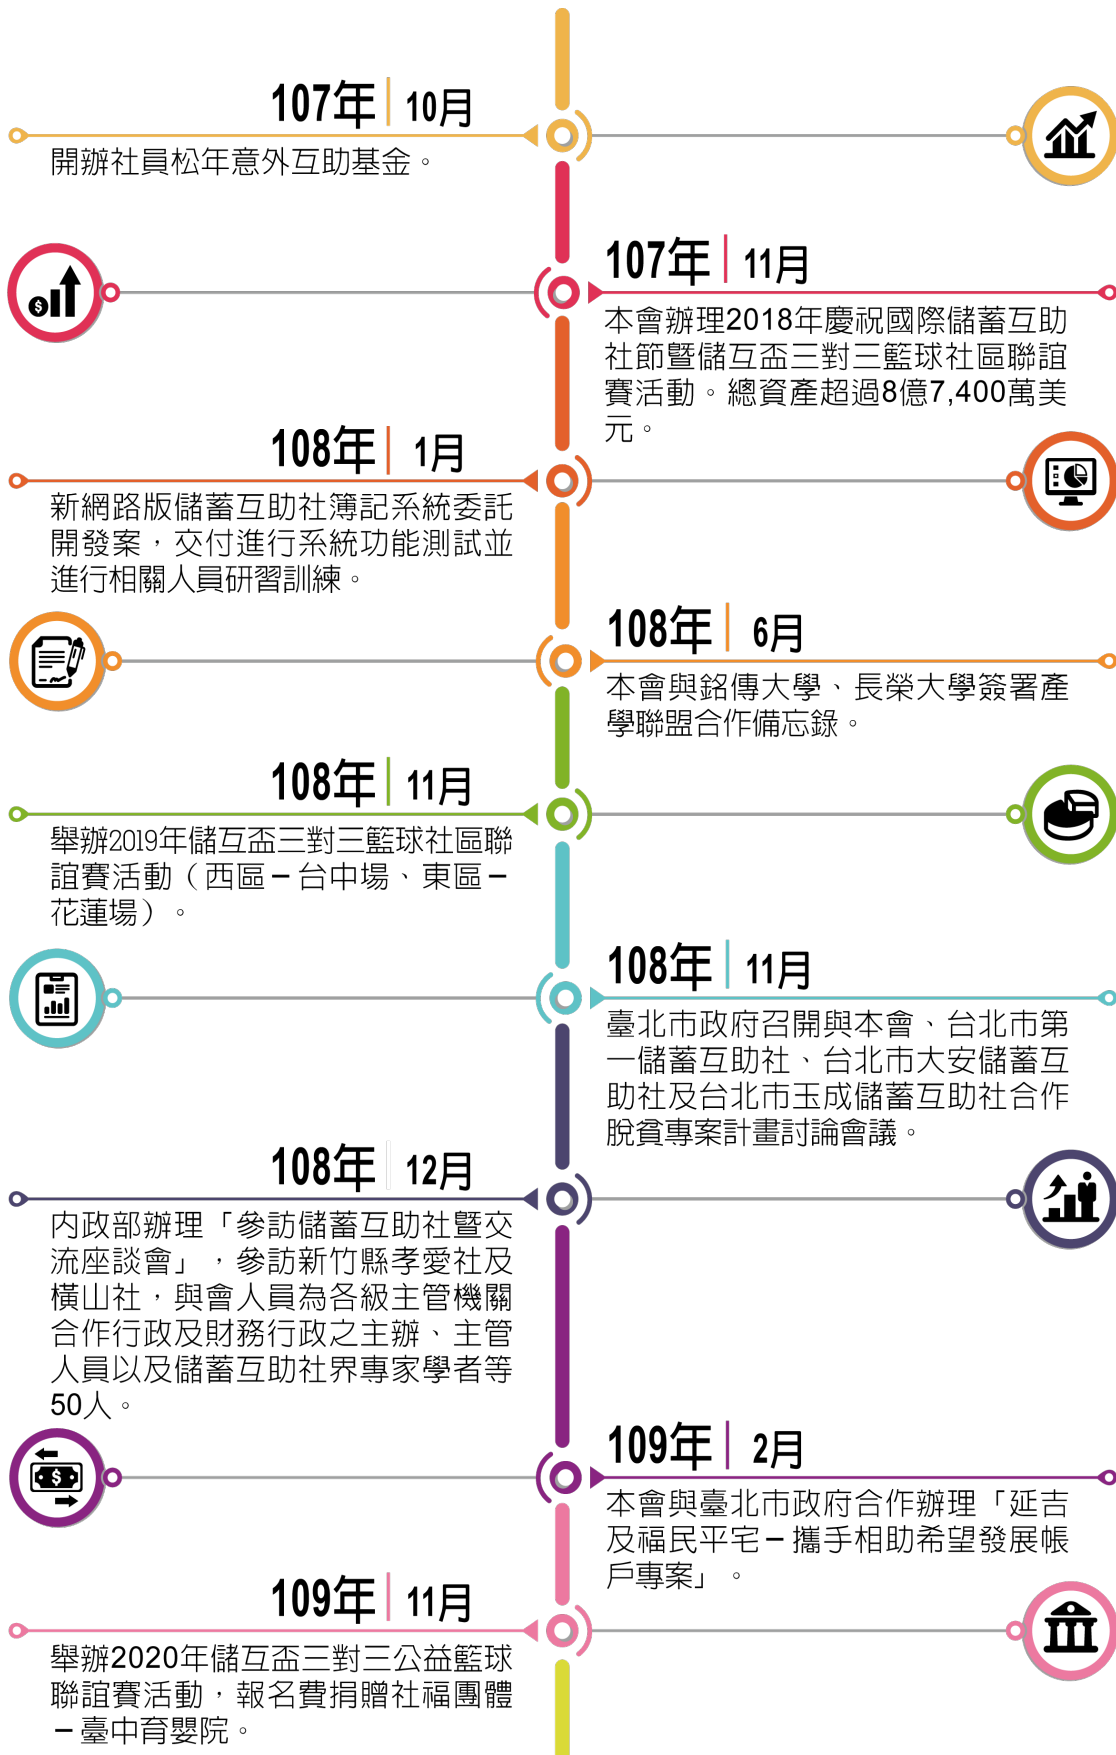 107年 10月
開辦社員松年意外互助基金。
107年 11月
本會辦理2018年慶祝國際儲蓄互助
社節暨儲互盃三對三籃球社區聯誼
賽活動。總資產超過8億7,400萬美
元。
108年 1月
新網路版儲蓄互助社簿記系統委託
開發案，交付進行系統功能測試並
進行相關人員研習訓練。
108年 6月
本會與銘傳大學、長榮大學簽署產
學聯盟合作備忘錄。
108年 11月
舉辦2019年儲互盃三對三籃球社區聯
誼賽活動（西區－台中場、東區－
花蓮場）。
108年 11月
臺北市政府召開與本會、台北市第
一儲蓄互助社、台北市大安儲蓄互
助社及台北市玉成儲蓄互助社合作
脫貧專案計畫討論會議。
108年 12月
內政部辦理「參訪儲蓄互助社暨交
流座談會」，參訪新竹縣孝愛社及
橫山社，與會人員為各級主管機關
合作行政及財務行政之主辦、主管
人員以及儲蓄互助社界專家學者等
50人。
109年 2月
本會與臺北市政府合作辦理「延吉
及福民平宅－攜手相助希望發展帳
戶專案」。
109年 11月
舉辦2020年儲互盃三對三公益籃球
聯誼賽活動，報名費捐贈社福團體
－臺中育嬰院。